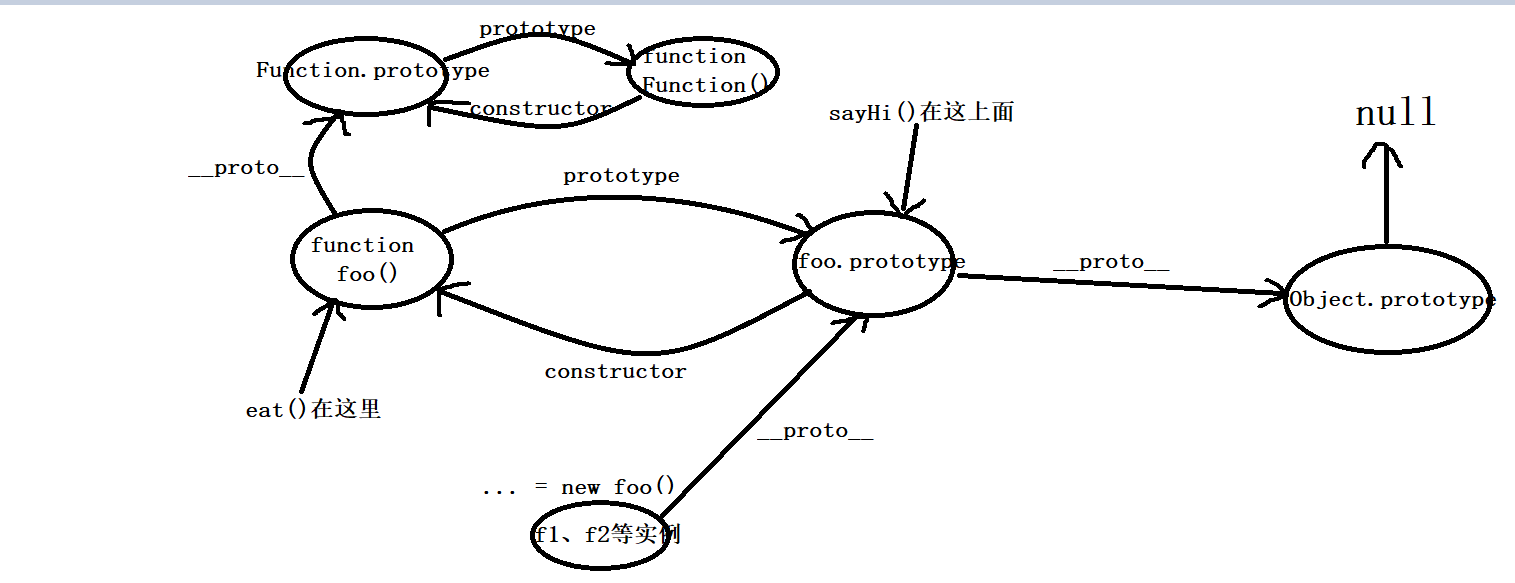 prototype
Function.prototype
function
Function()
constructor
sayHi()在这上面
null
__proto__
prototype
function
foo()
foo.prototype
__proto__
Object.prototype
constructor
eat()在这里
__proto__
... = new foo()
f1、f2等实例